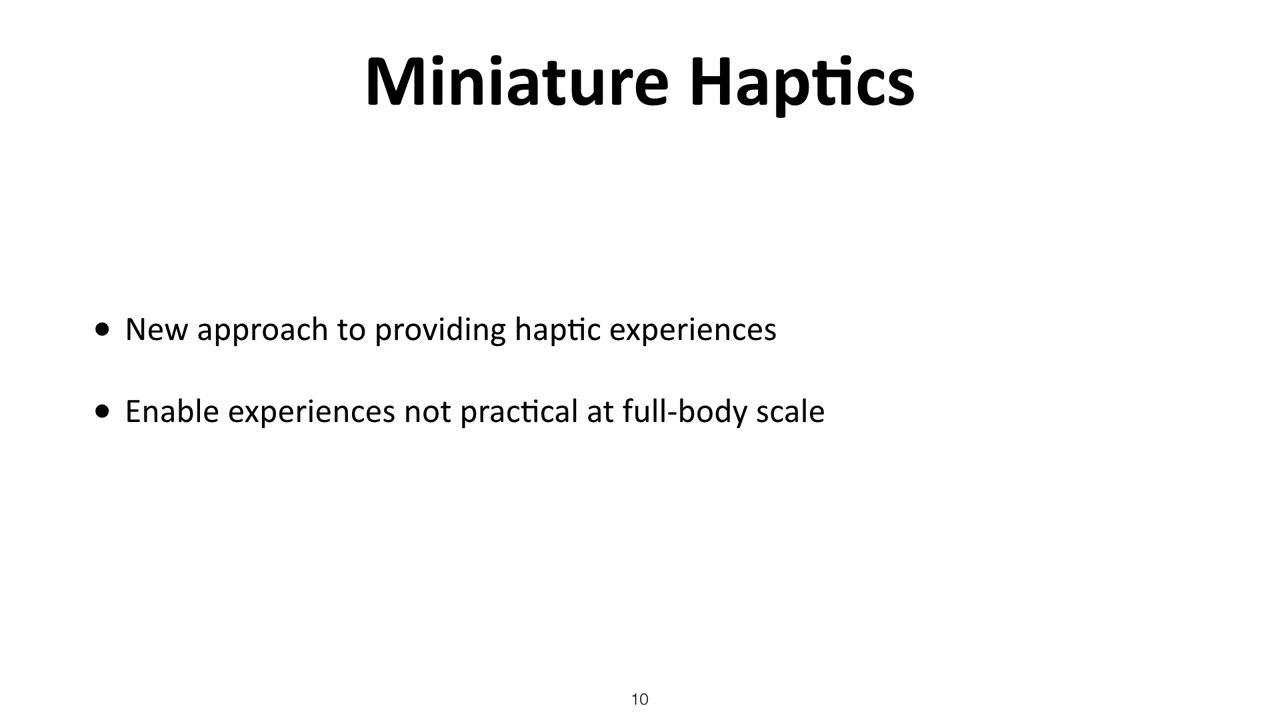 Miniature Haptics
• New approach to providing haptic experiences
• Enable experiences not practical at full-body scale
10